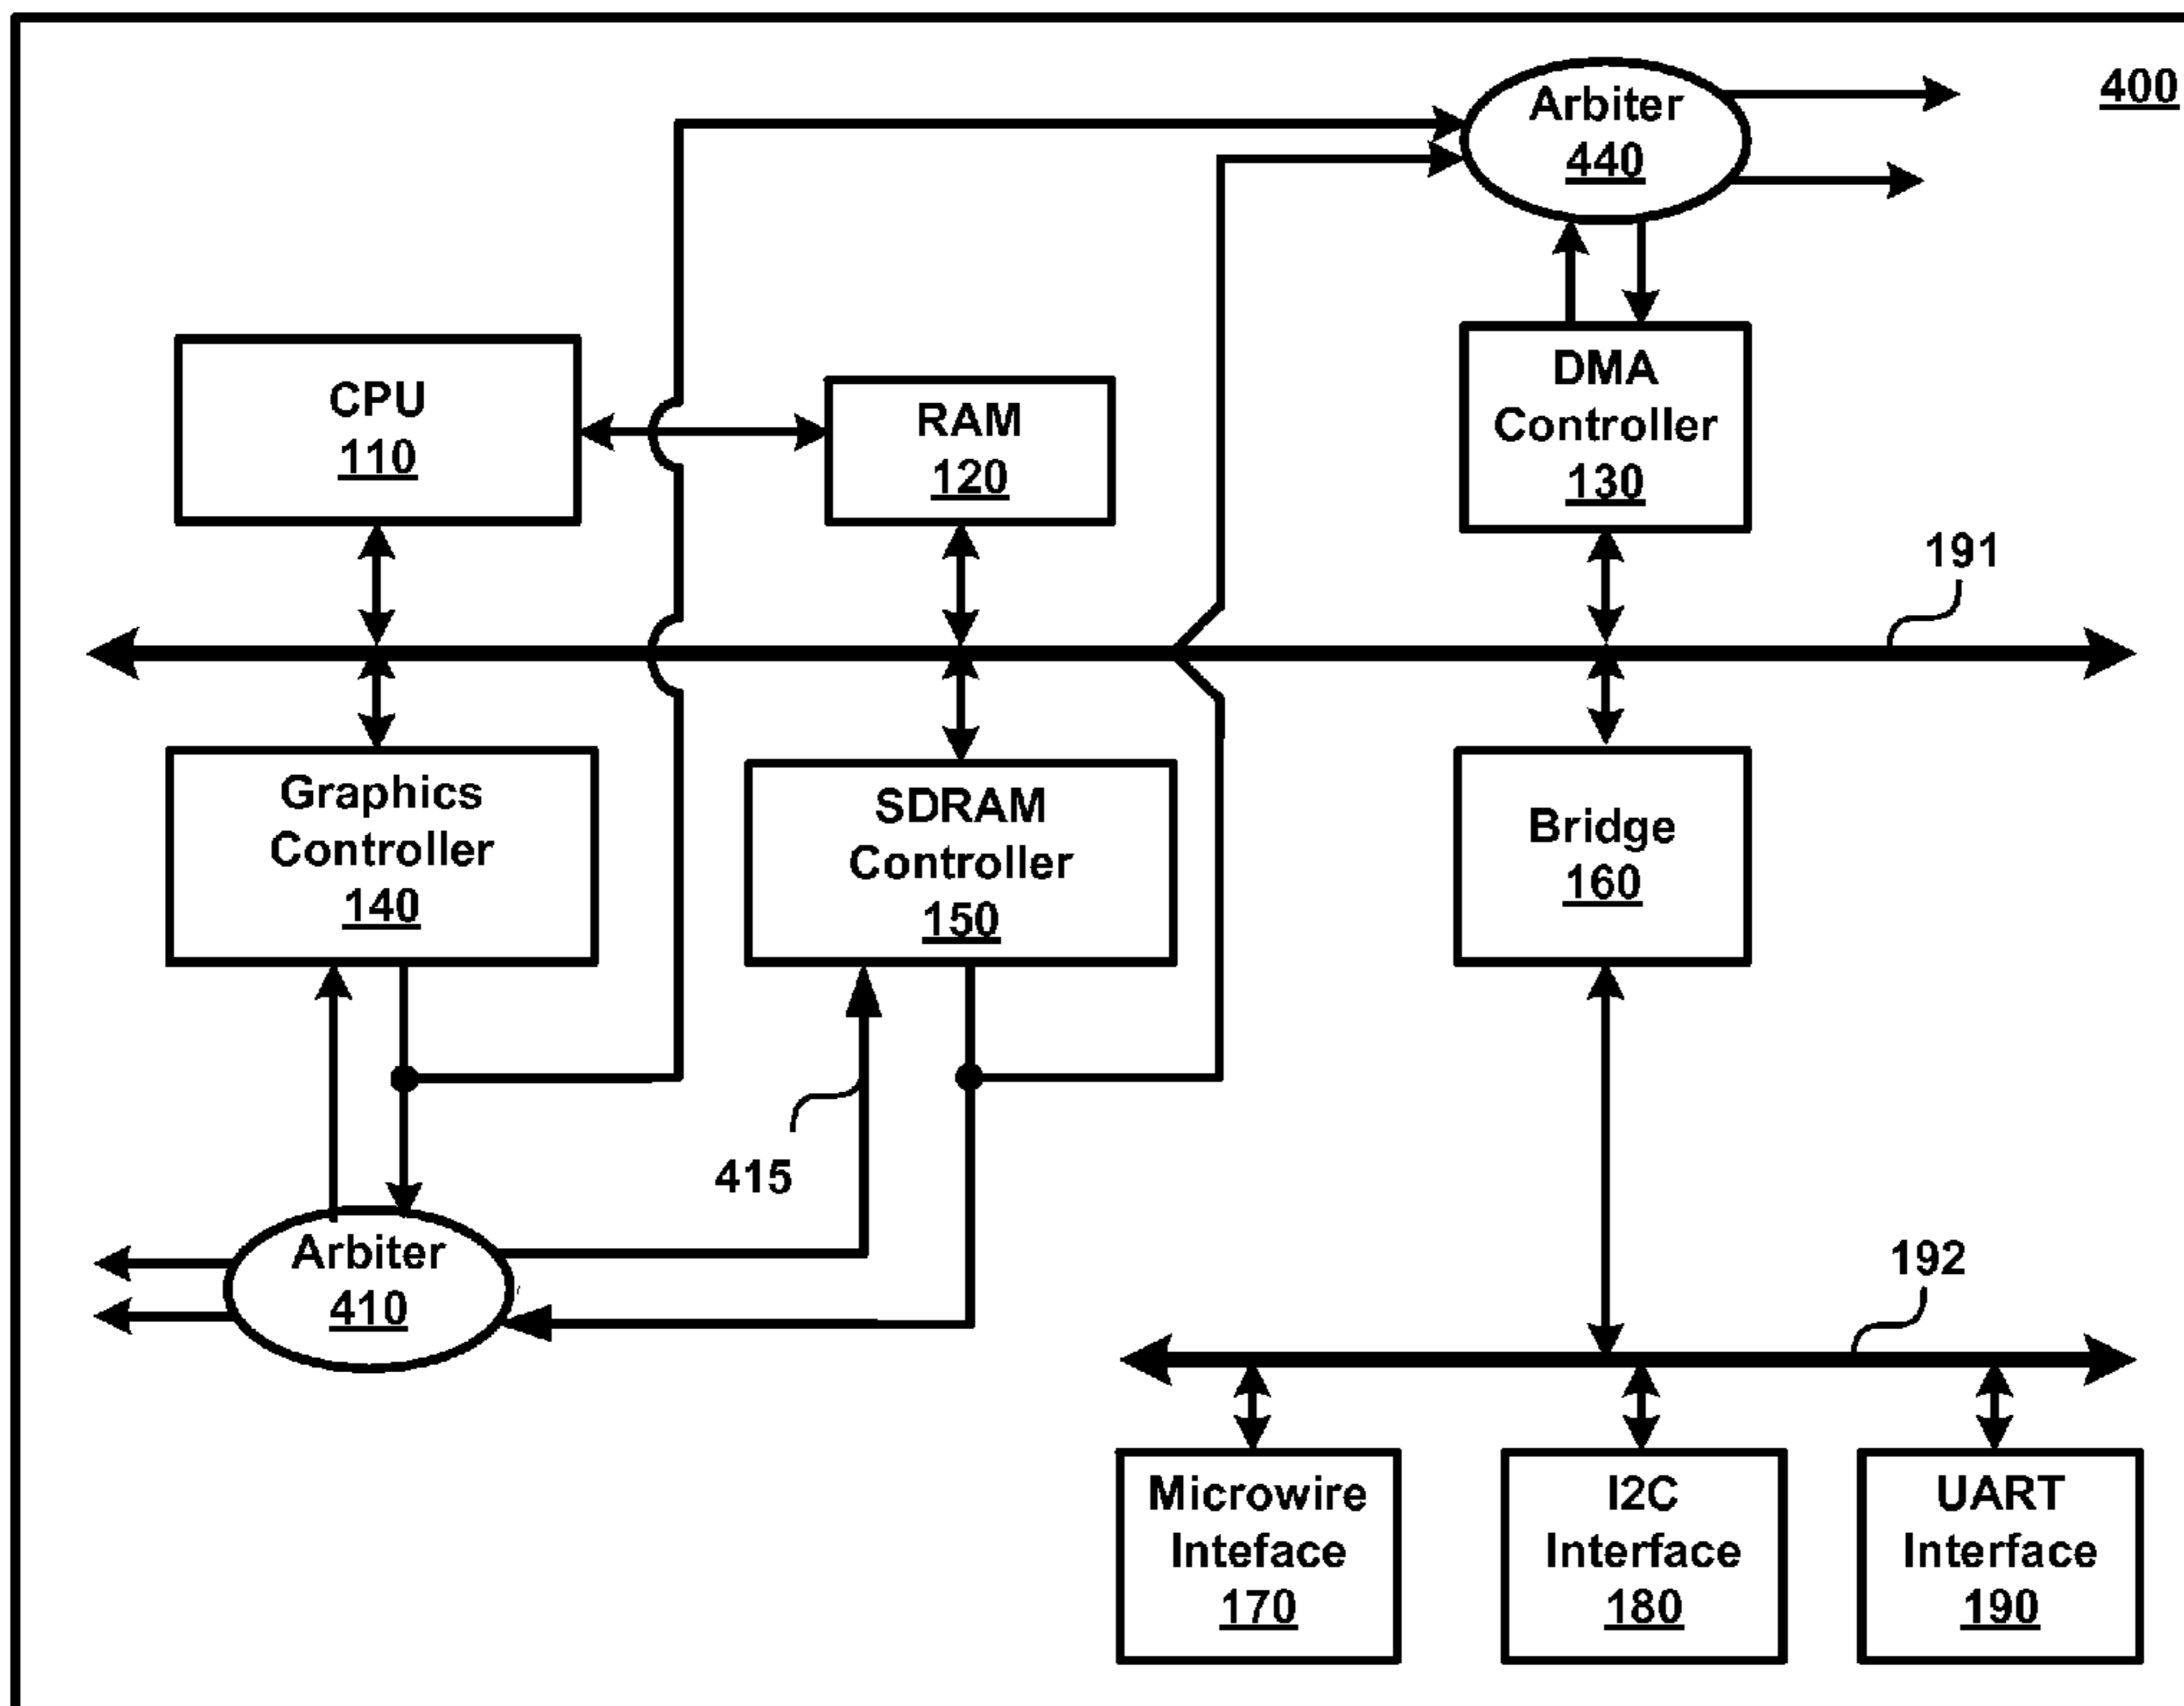 400
Arbiter
440
CPU
110
RAM
120
DMA
Controller
130
191
Graphics
Controller
140
SDRAM
Controller
150
Bridge
160
415
Arbiter
410
192
Microwire
Inteface
170
I2C
Interface
180
UART
Interface
190